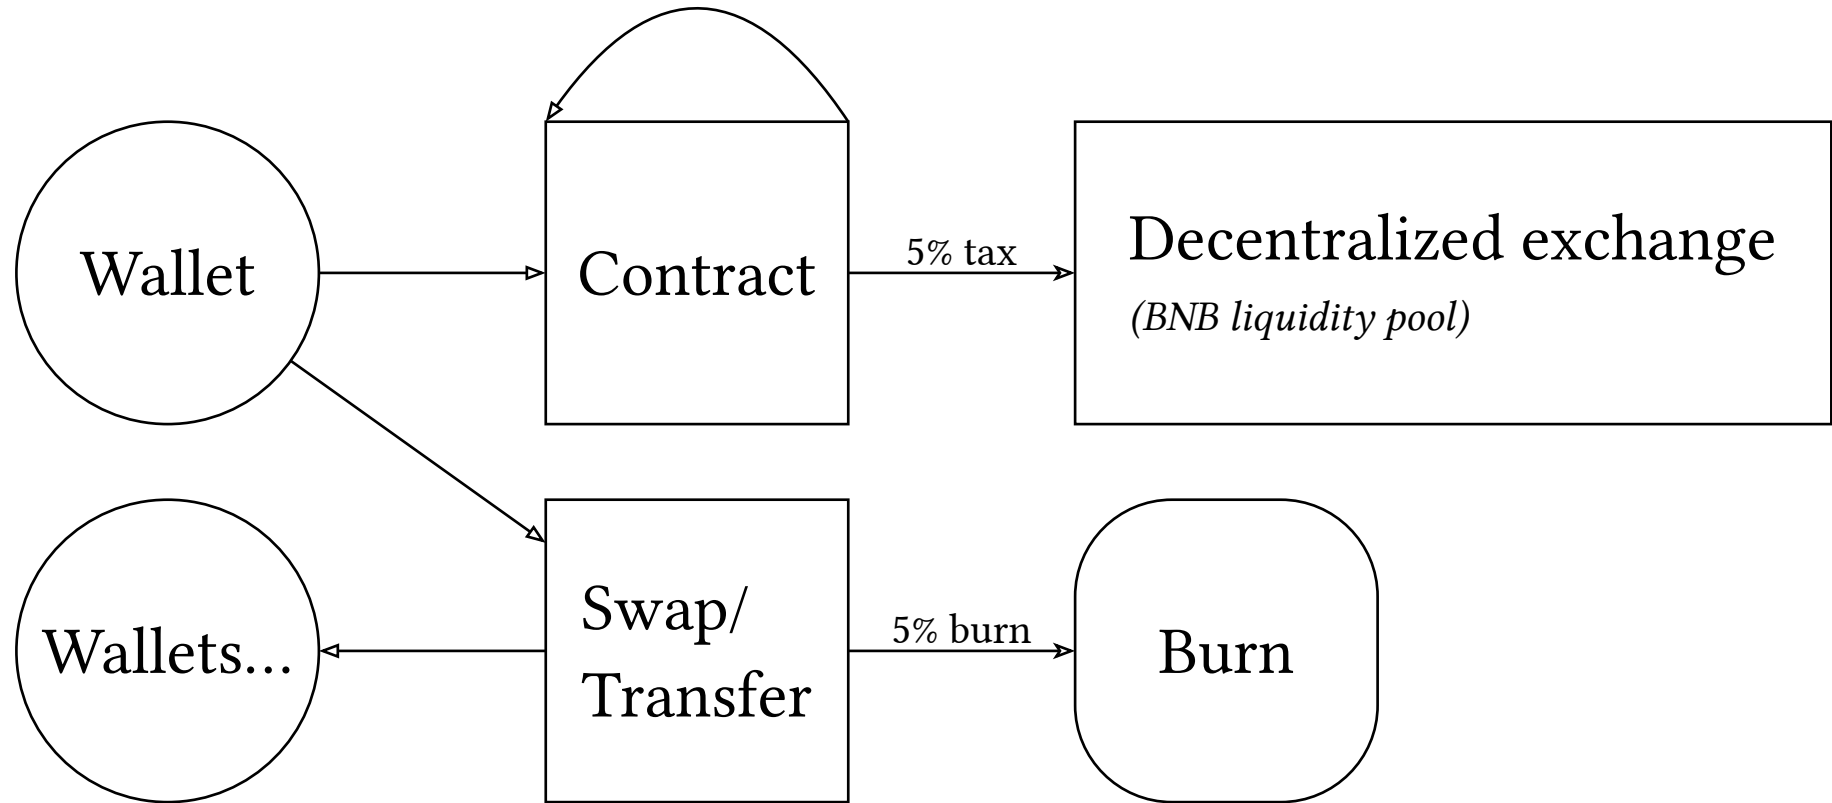 Wallet
Contract
5% tax
Decentralized exchange
(BNB liquidity pool)
Wallets...
Swap/
Transfer
5% burn
Burn